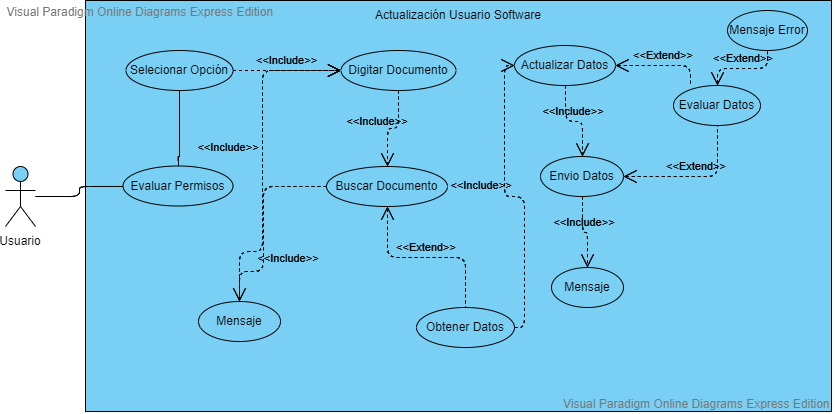 Visual Paradigm Online Diagrams Express Edition
Actualización Usuario Software
Mensaje Error
<<Include>>
<<Extend>>
<<Extend>>
Selecionar Opción
Digitar Documento
Actualizar Datos
Evaluar Datos
<<Include>>
<<Include>>
<<Include>>
<<Extend>>
Evaluar Permisos
Buscar Documento
<<Include>>
Envio Datos
Usuario
<<Extend>>
<<Include>>
<<Include>>
Mensaje
Mensaje
Obtener Datos
Visual Paradigm Online Diagrams Express Edition